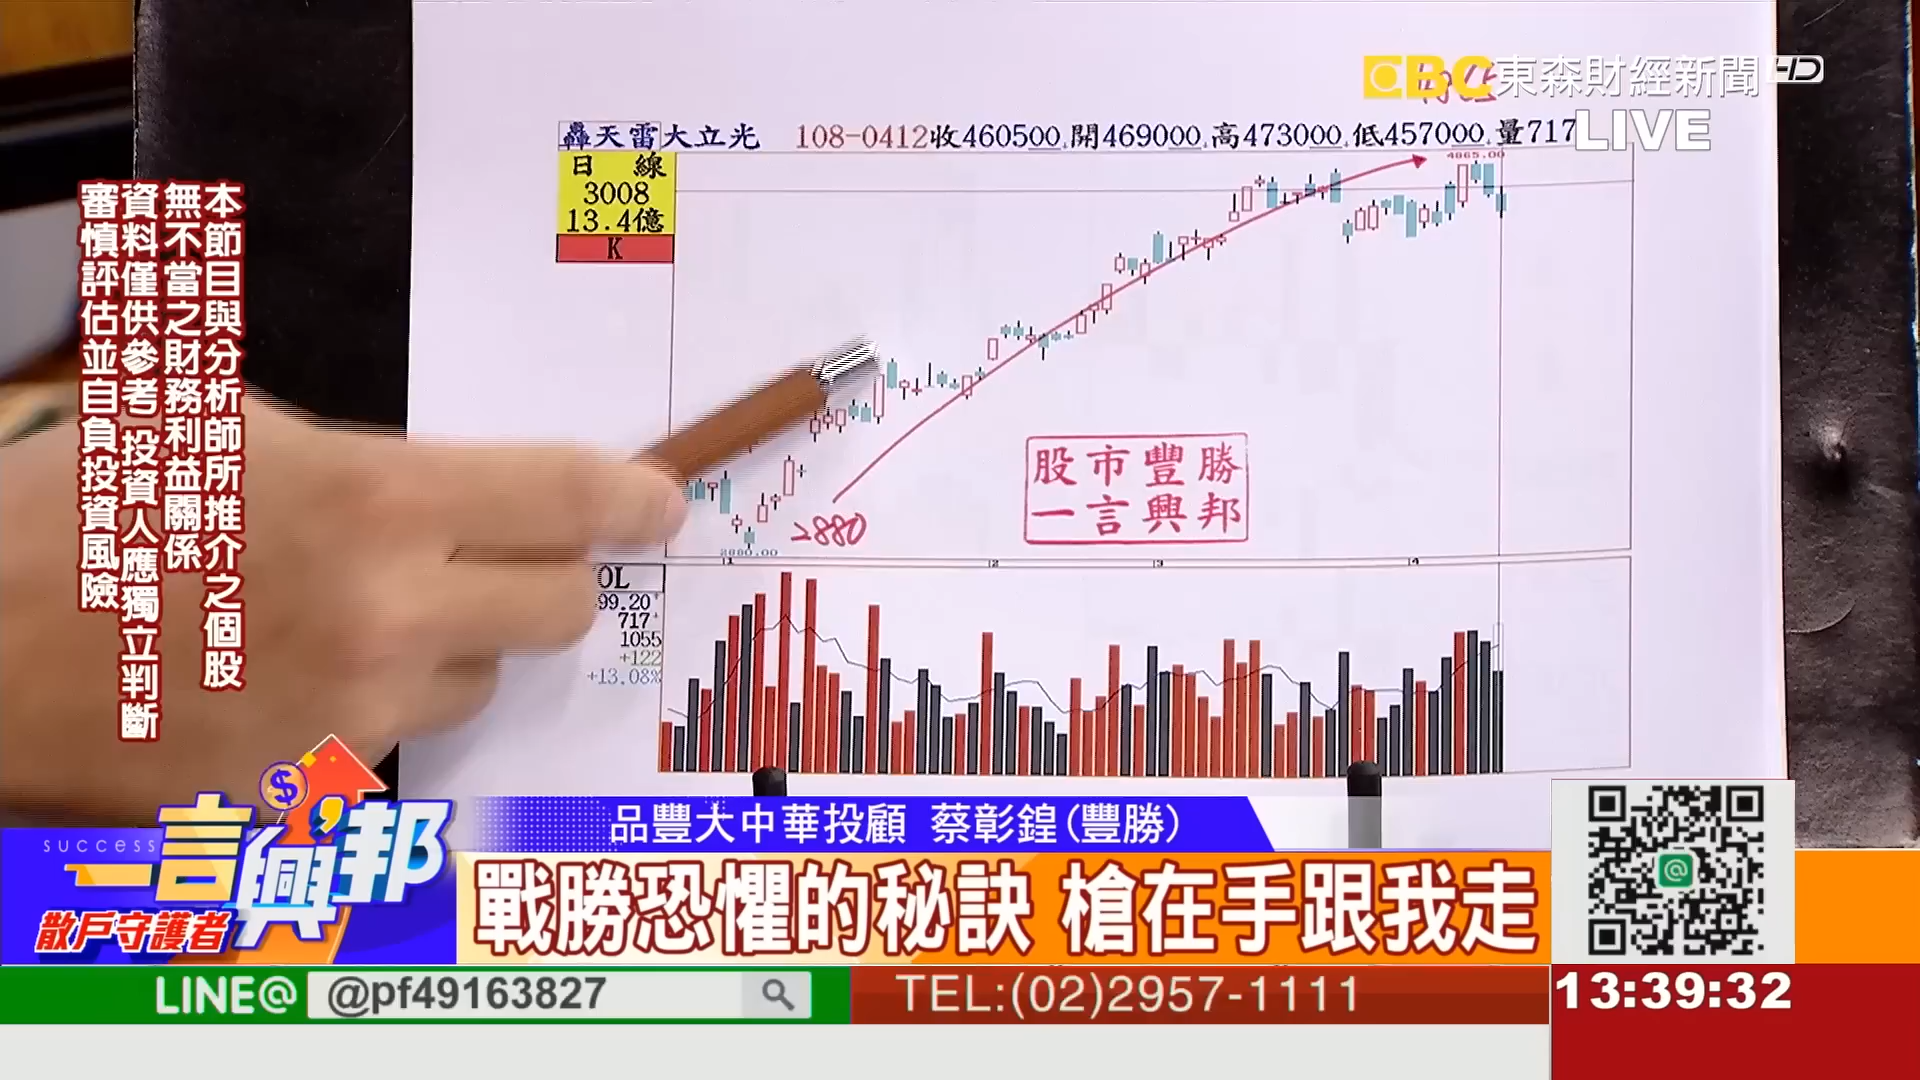 EBC東森財經新聞HD
LIVE
轟天雷大立光 108-0412收460500.開469000.高473000.低457000.量717
日 線
3008
13.4億
K
4865.00
2880
2880.00
股市豐勝
一言興邦
1
2
3
4
OL
99.20
717
1055
+122
+13.08%
本節目與分析師所推介之個股
無不當之財務利益關係
資料僅供參考 投資人應獨立判斷
審慎評估並自負投資風險
success
一言興邦
散戶守護者
品豐大中華投顧 蔡彰鍠(豐勝)
戰勝恐懼的秘訣 槍在手跟我走
LINE@ @pf49163827
TEL:(02)2957-1111
13:39:32